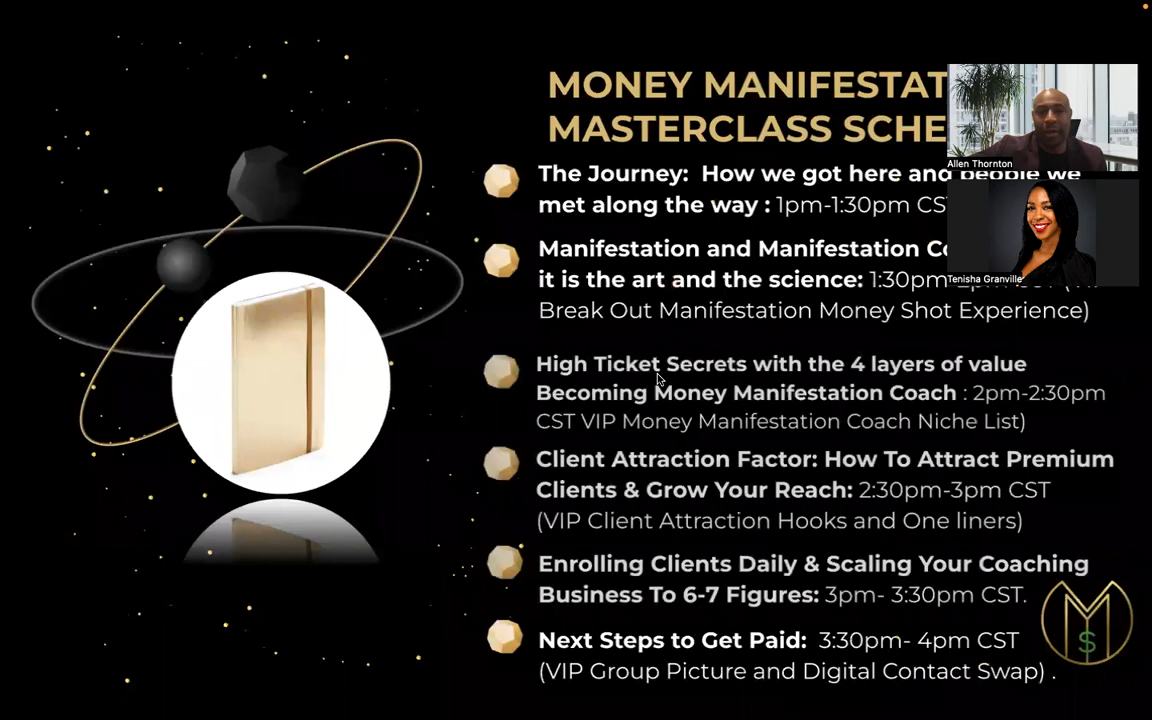 MONEY MANIFESTAT
MASTERCLASS SCHE
Allen Thornton
The Journey: How we got here and people we
met along the way : 1pm-1:30pm CS
Tenisha Granville
Manifestation and Manifestation Co
it is the art and the science: 1:30pm
Break Out Manifestation Money Shot Experience)
High Ticket Secrets with the 4 layers of value
Becoming Money Manifestation Coach : 2pm-2:30pm
CST VIP Money Manifestation Coach Niche List)
Client Attraction Factor: How To Attract Premium
Clients & Grow Your Reach: 2:30pm-3pm CST
(VIP Client Attraction Hooks and One liners)
Enrolling Clients Daily & Scaling Your Coaching
Business To 6-7 Figures: 3pm- 3:30pm CST.
Next Steps to Get Paid: 3:30pm- 4pm CST
(VIP Group Picture and Digital Contact Swap) .
M
$